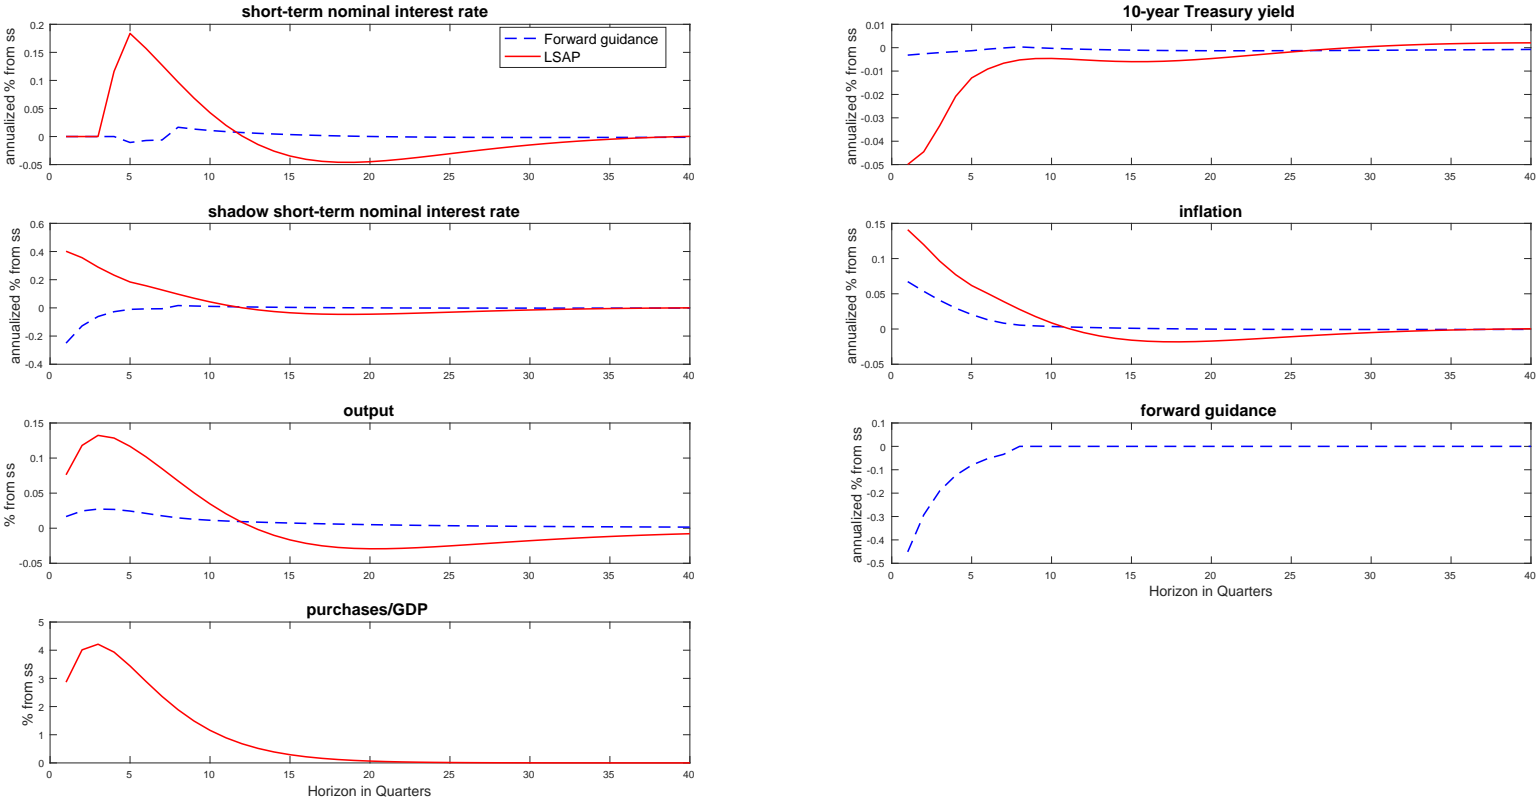 short-term nominal interest rate
annualized % from ss
0.2
0.15
0.1
0.05
0
-0.05
0 5 10 15 20 25 30 35 40
Forward guidance
LSAP
10-year Treasury yield
annualized % from ss
0.01
0
-0.01
-0.02
-0.03
-0.04
-0.05
0 5 10 15 20 25 30 35 40
shadow short-term nominal interest rate
annualized % from ss
0.6
0.4
0.2
0
-0.2
-0.4
0 5 10 15 20 25 30 35 40
inflation
annualized % from ss
0.15
0.1
0.05
0
-0.05
0 5 10 15 20 25 30 35 40
output
% from ss
0.15
0.1
0.05
0
-0.05
0 5 10 15 20 25 30 35 40
forward guidance
annualized % from ss
0.1
0
-0.1
-0.2
-0.3
-0.4
-0.5
0 5 10 15 20 25 30 35 40
Horizon in Quarters
purchases/GDP
% from ss
5
4
3
2
1
0
0 5 10 15 20 25 30 35 40
Horizon in Quarters